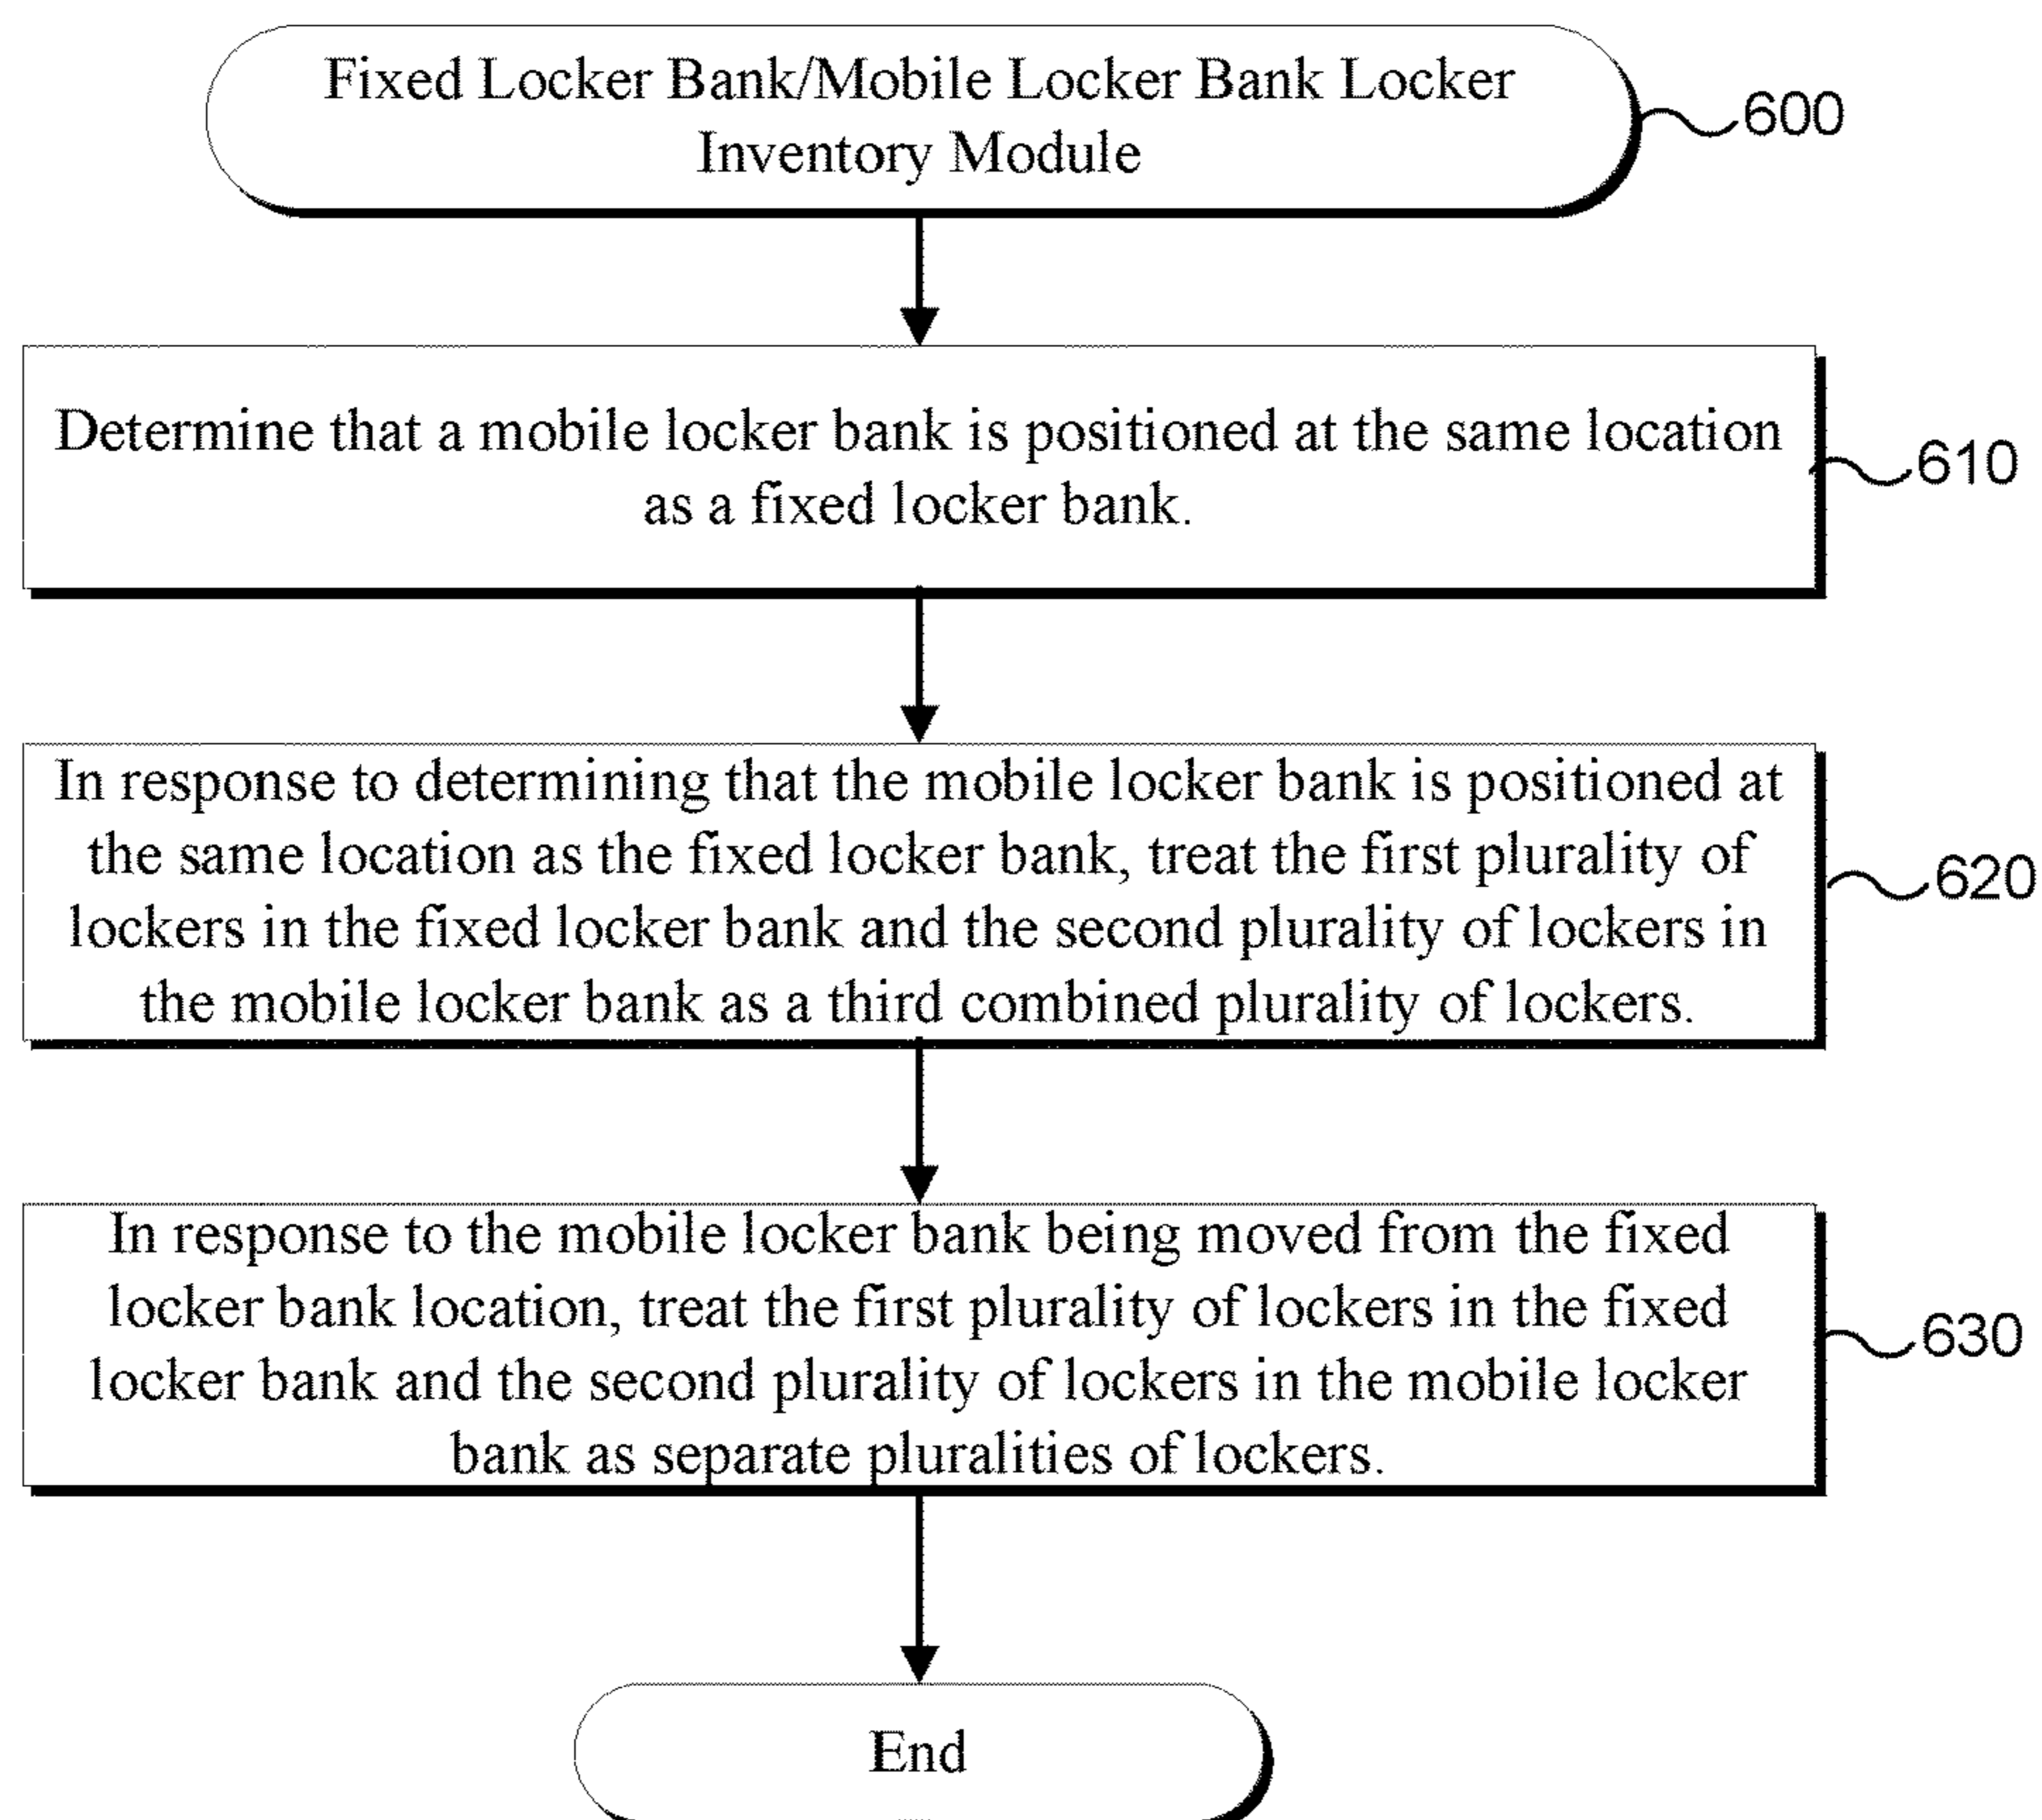 Fixed Locker Bank/Mobile Locker Bank Locker
Inventory Module
600
Determine that a mobile locker bank is positioned at the same location
as a fixed locker bank.
610
In response to determining that the mobile locker bank is positioned at
the same location as the fixed locker bank, treat the first plurality of
lockers in the fixed locker bank and the second plurality of lockers in
the mobile locker bank as a third combined plurality of lockers.
620
In response to the mobile locker bank being moved from the fixed
locker bank location, treat the first plurality of lockers in the fixed
locker bank and the second plurality of lockers in the mobile locker
bank as separate pluralities of lockers.
630
End